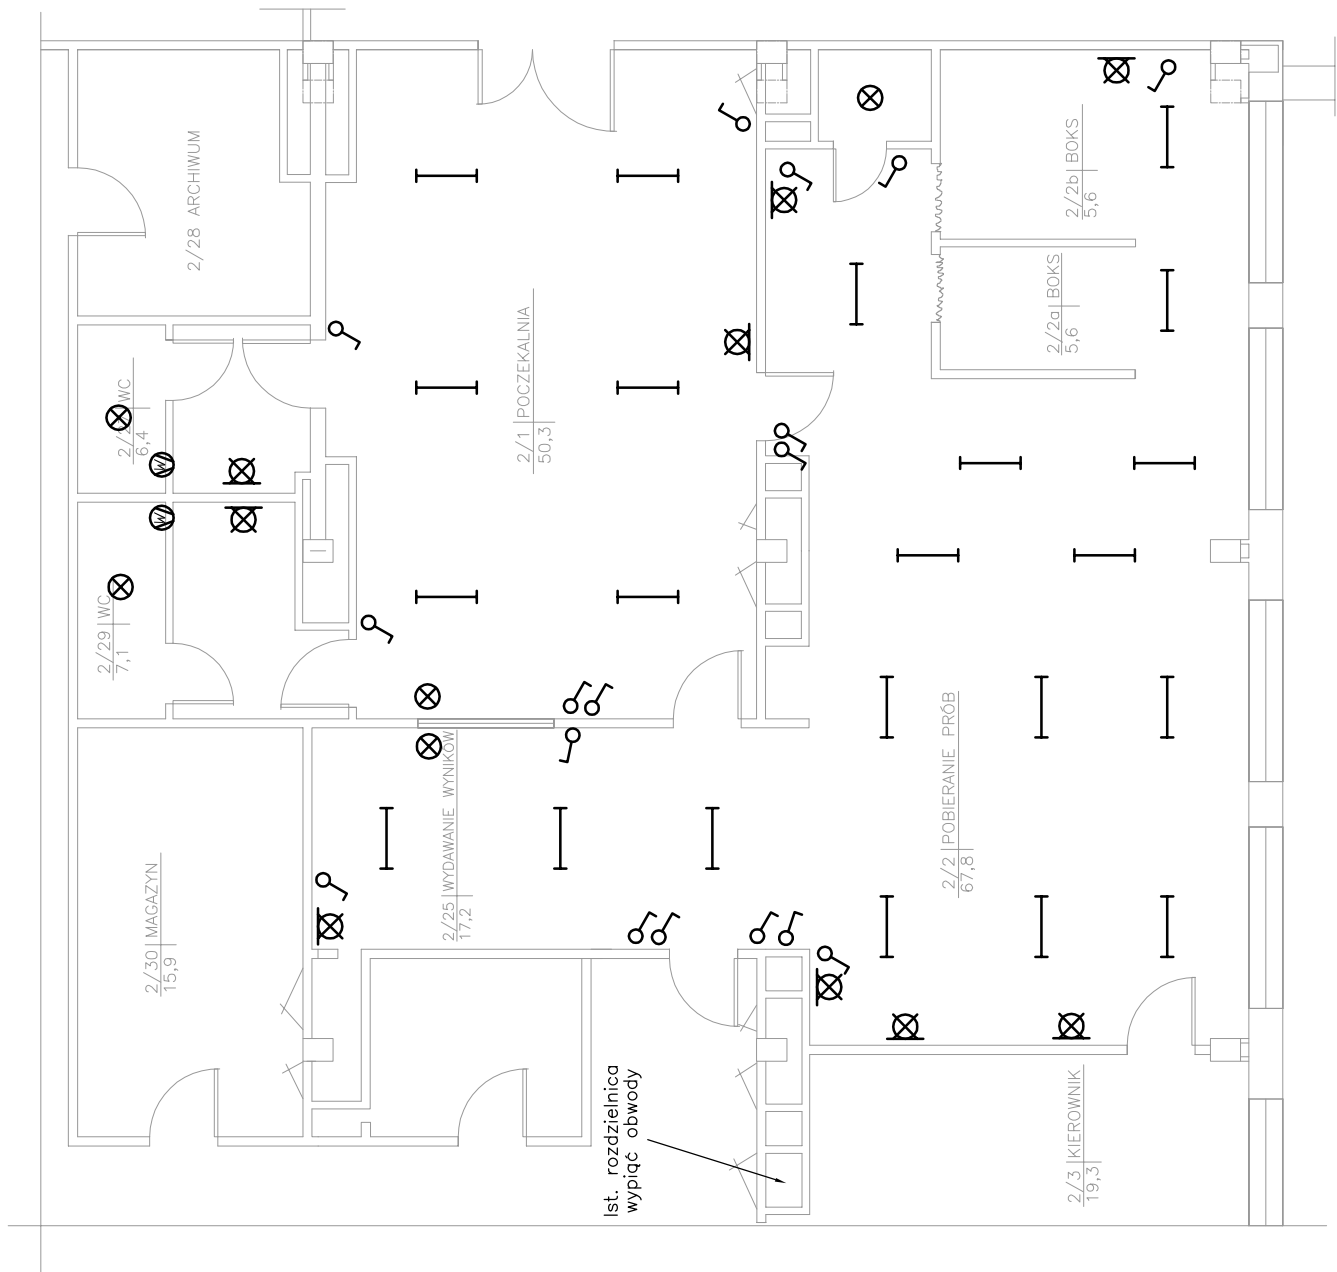 2/28 ARCHIWUM
2/2 WC
6,4
W
2/29 WC
7,1
W
2/1 POCZEKALNIA
50,3
2/2b BOKS
5,6
2/2a BOKS
5,6
2/30 MAGAZYN
15,9
2/25 WYDAWANIE WYNIKÓW
17,2
2/2 POBIERANIE PRÓB
67,8
Ist. rozdzielnica
wypiąć obwody
2/3 KIEROWNIK
19,3